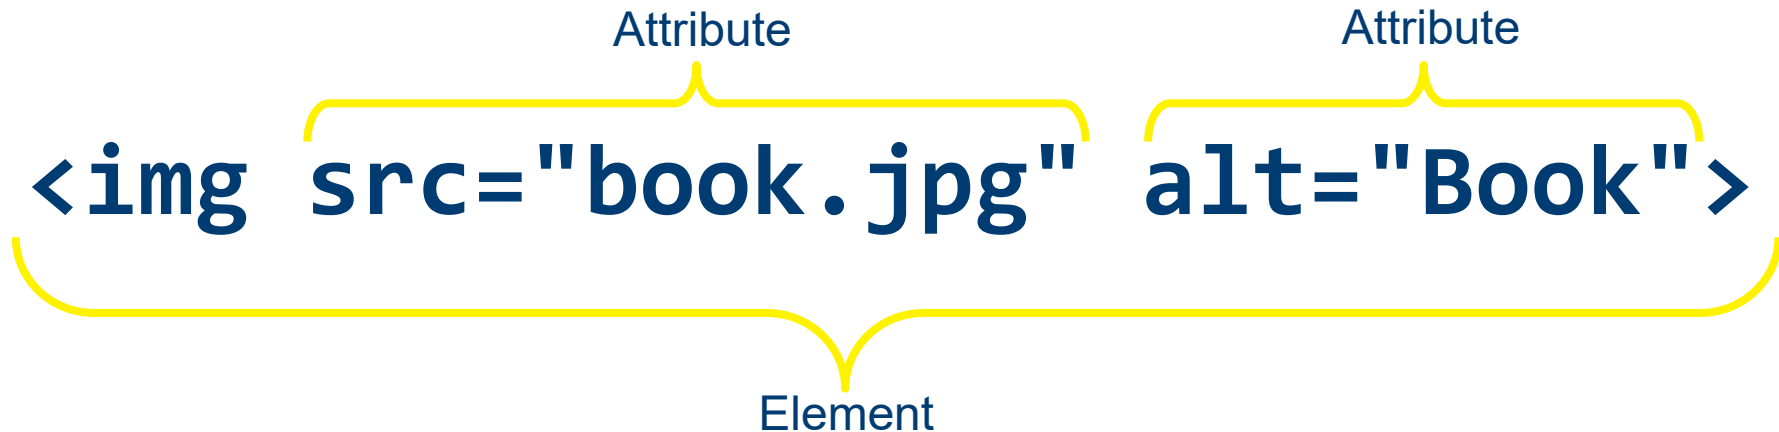 Attribute Attribute
<img src="book.jpg" alt="Book">
Element